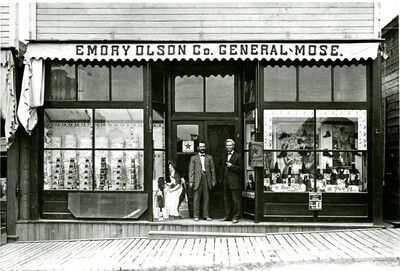 EMORY OLSON CO. GENERAL MDSE.